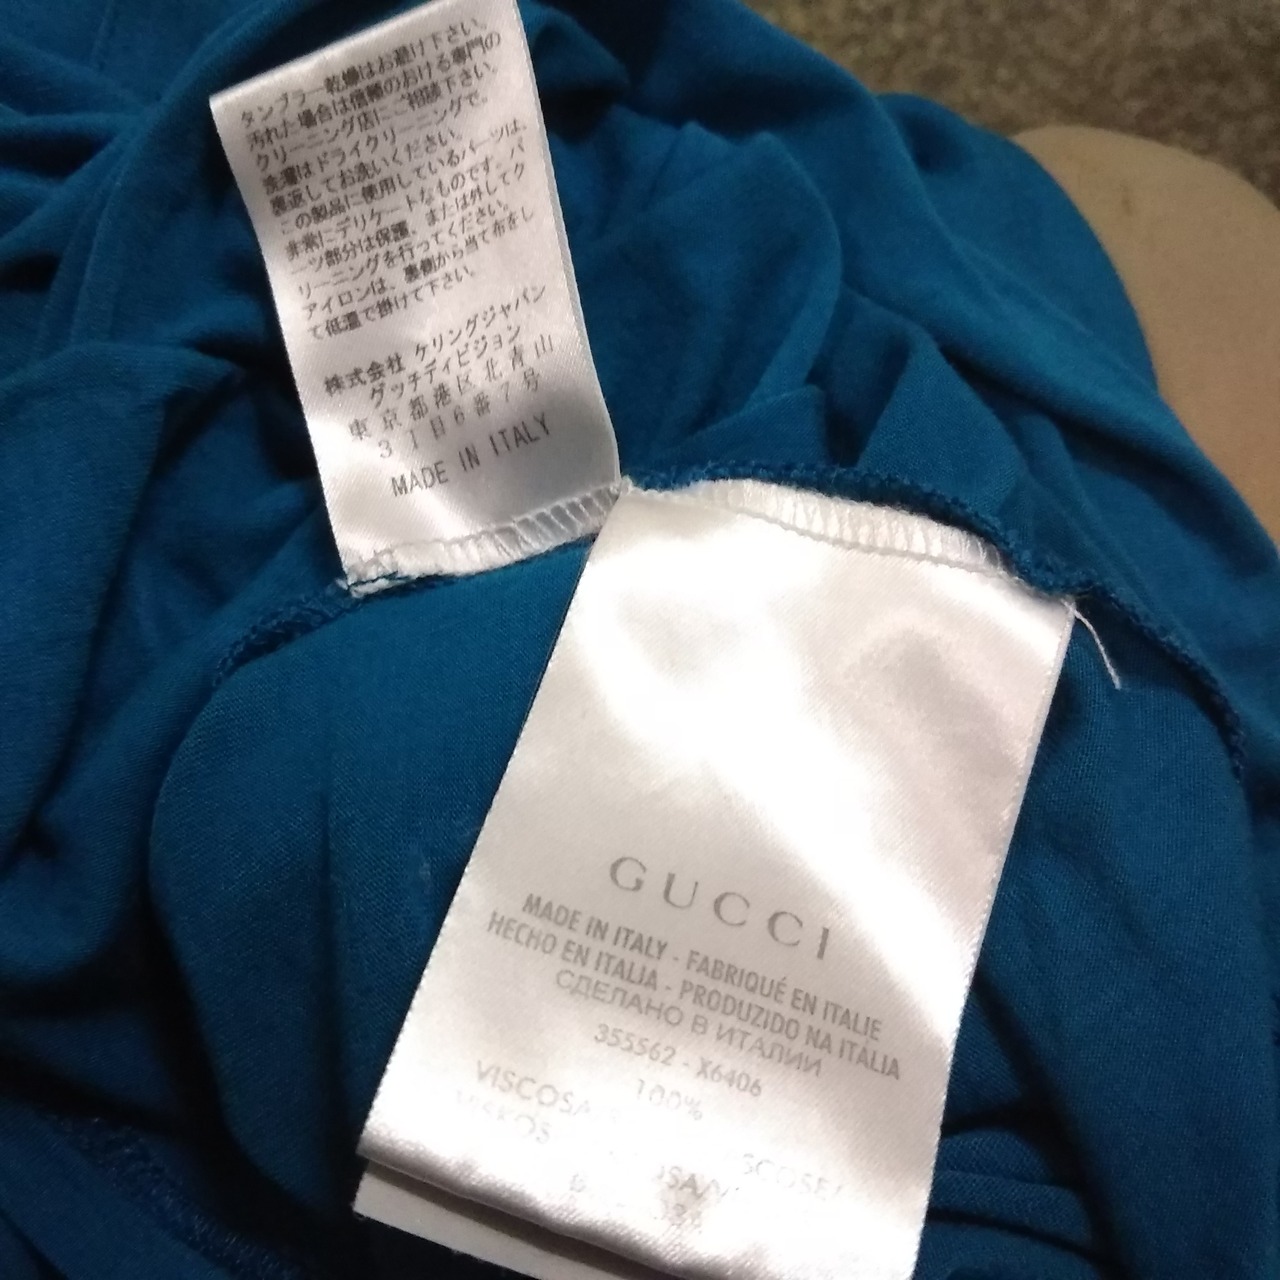 タンブラー乾燥はお避け下さい。
汚れた場合は信頼のおける専門の
クリーニング店にご相談下さい。
洗濯はドライクリーニングで。
裏返してお洗いください。
この製品に使用しているパーツは、
非常にデリケートなものです。パ
ーツ部分は保護、または外してク
リーニングを行ってください。
アイロンは、裏側から当て布をし
て低温で掛けて下さい。
株式会社 ケリングジャパン
グッチディビジョン
東京都港区北青山
3丁目6番7号
MADE IN ITALY
GUCCI
MADE IN ITALY - FABRIQUÉ EN ITALIE
HECHO EN ITALIA - PRODUZIDO NA ITÁLIA
СДЕЛАНО В ИТАЛИИ
355562 - X6406
100%
VISCOSA